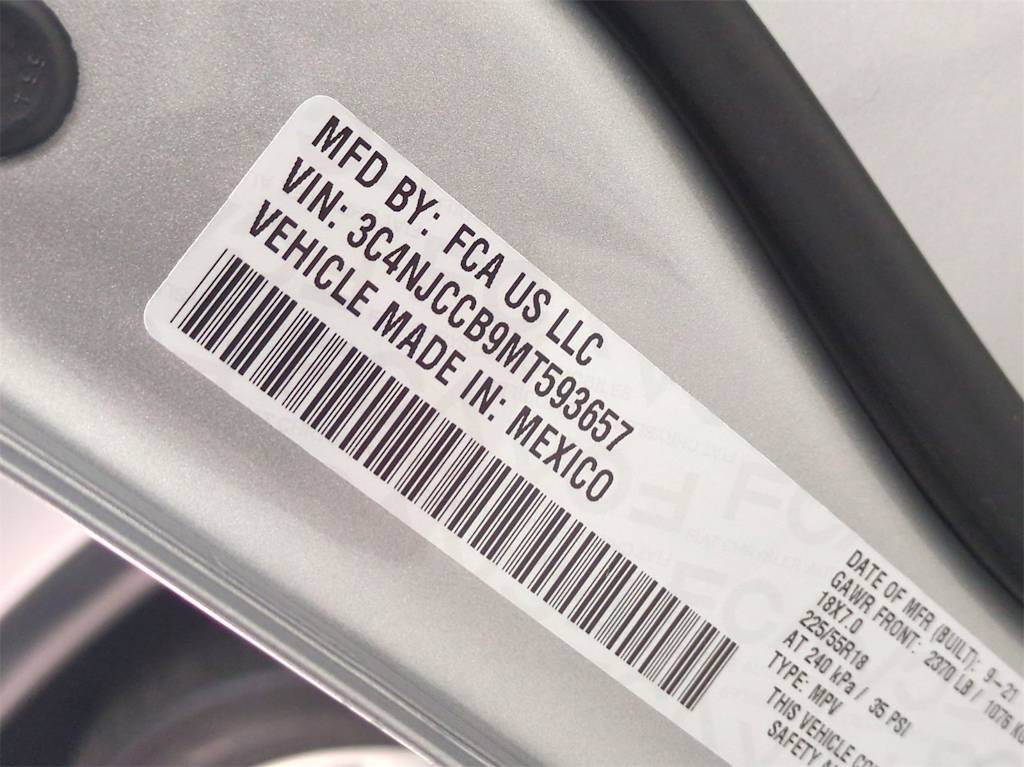 MFD BY: FCA US LLC
VIN: 3C4NJCCB9MT593657
VEHICLE MADE IN: MEXICO
DATE OF MFR (BUILT): 9-21
GAWR FRONT: 2370 LB / 1076 K
18X7.0
225/55R18
AT 240 kPa / 35 PSI
TYPE: MPV
THIS VEHICLE CO
SAFETY A